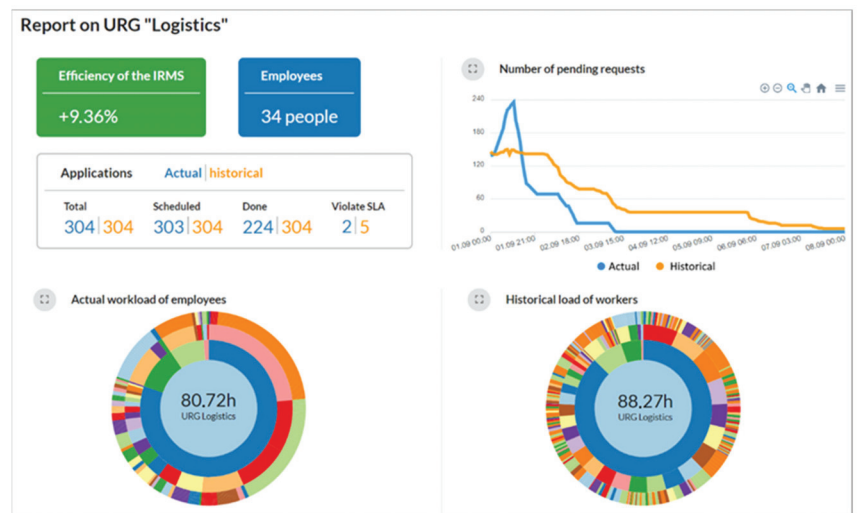 Report on URG "Logistics"
Efficiency of the IRMS
+9.36%
Employees
34 people
Applications Actual|historical
Total Scheduled Done Violate SLA
304|304 303|304 224|304 2|5
Number of pending requests
240
180
120
60
0
01.09 00:00 01.09 21:00 02.09 18:00 03.09 15:00 04.09 12:00 05.09 09:00 06.09 06:00 07.09 03:00 08.09 00:00
Actual Historical
Actual workload of employees
80.72h
URG Logistics
Historical load of workers
88.27h
URG Logistics